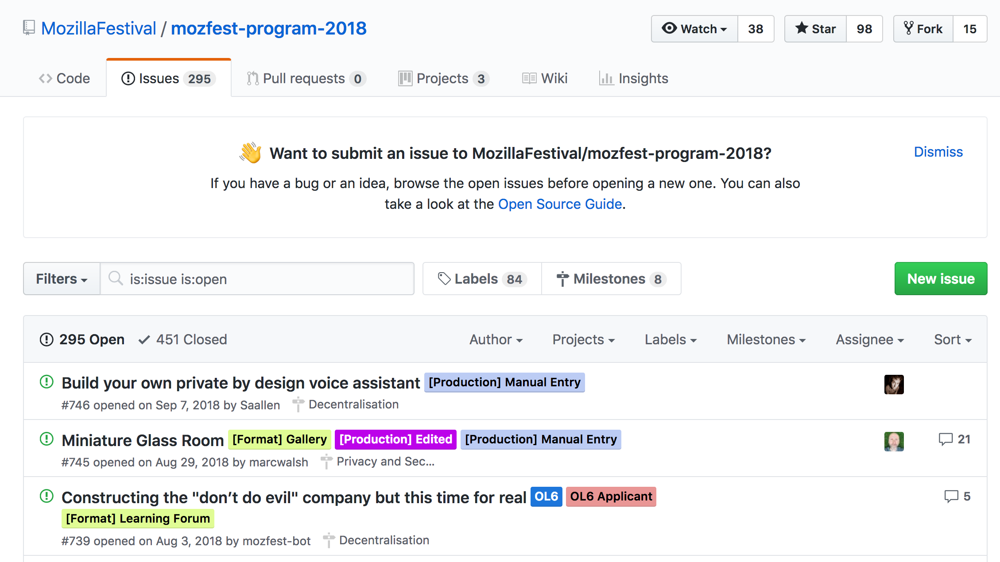 MozillaFestival / mozfest-program-2018
Watch 38
Star 98
Fork 15
Code
Issues 295
Pull requests 0
Projects 3
Wiki
Insights
Want to submit an issue to MozillaFestival/mozfest-program-2018?
Dismiss
If you have a bug or an idea, browse the open issues before opening a new one. You can also
take a look at the Open Source Guide.
Filters
is:issue is:open
Labels 84
Milestones 8
New issue
295 Open
451 Closed
Author
Projects
Labels
Milestones
Assignee
Sort
Build your own private by design voice assistant [Production] Manual Entry
#746 opened on Sep 7, 2018 by Saallen Decentralisation
Miniature Glass Room [Format] Gallery [Production] Edited [Production] Manual Entry
21
#745 opened on Aug 29, 2018 by marcwalsh Privacy and Sec...
Constructing the "don’t do evil" company but this time for real OL6 OL6 Applicant
5
[Format] Learning Forum
#739 opened on Aug 3, 2018 by mozfest-bot Decentralisation